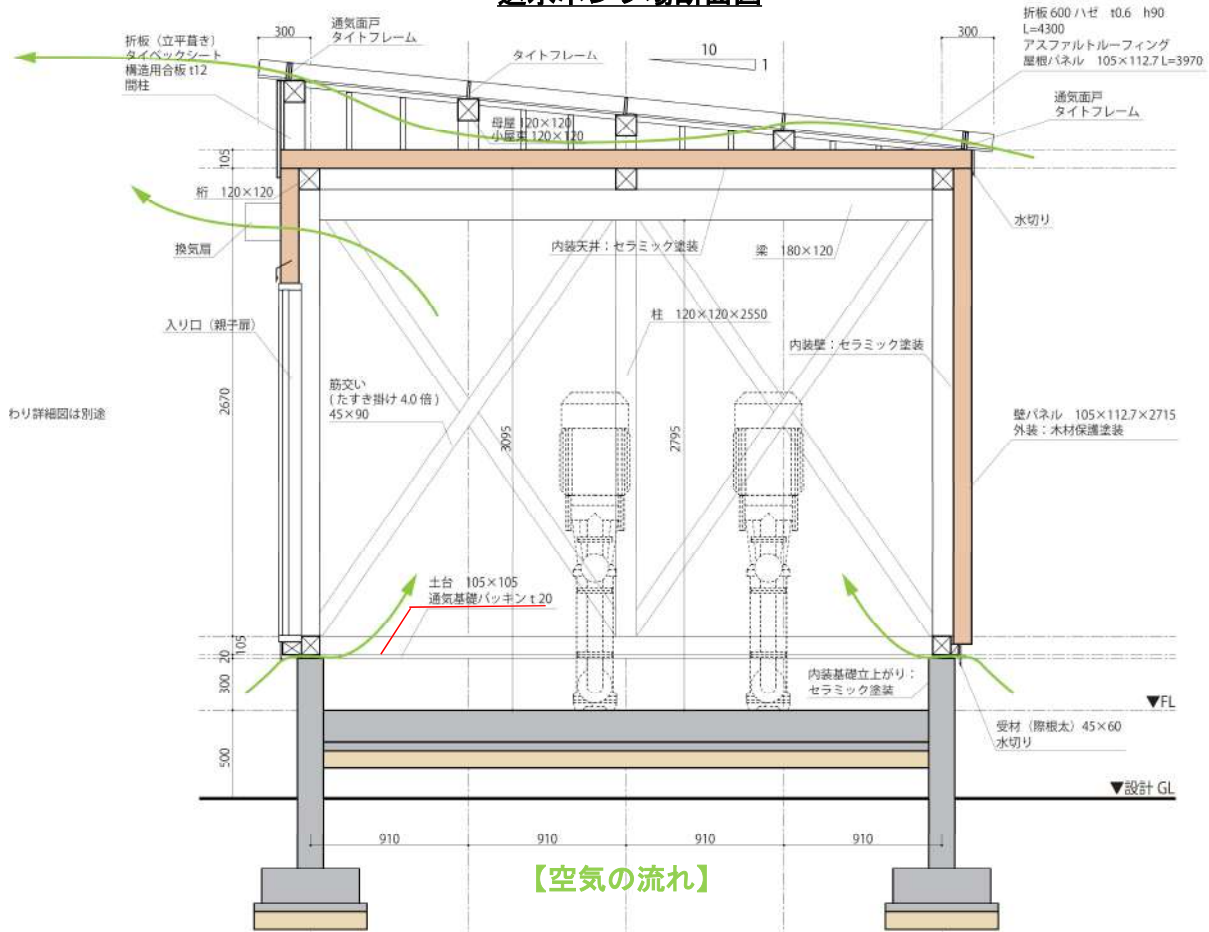 送水ポンプ場断面図
折板（立平葺き）
タイベックシート
構造用合板 t12
間柱
300
通気面戸
タイトフレーム
タイトフレーム
10
1
300
折板 600 ハゼ t0.6 h90
L=4300
アスファルトルーフィング
屋根パネル 105×112.7 L=3970
通気面戸
タイトフレーム
母屋 120×120
小屋束 120×120
105
桁 120×120
換気扇
内装天井：セラミック塗装
梁 180×120
水切り
入り口（親子扉）
柱 120×120×2550
内装壁：セラミック塗装
筋交い
（たすき掛け 4.0 倍）
45×90
2670
3095
2795
わり詳細図は別途
壁パネル 105×112.7×2715
外装：木材保護塗装
土台 105×105
通気基礎パッキン t 20
105
20
300
500
内装基礎立上がり：
セラミック塗装
▼FL
受材（際根太）45×60
水切り
▼設計 GL
910
910
910
910
【空気の流れ】